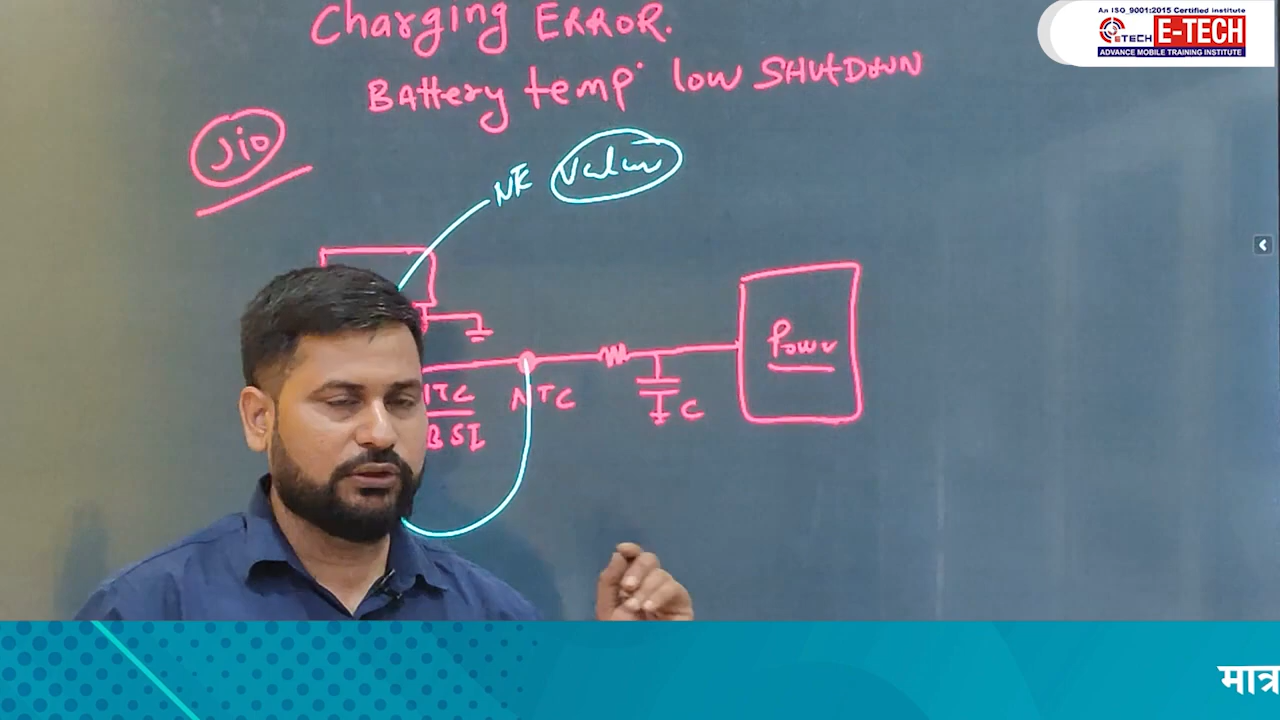 An ISO 9001:2015 Certified institute
ETECH E-TECH
ADVANCE MOBILE TRAINING INSTITUTE
Charging ERROR.
BAttery temp. low SHUtDOWN
Jio
Value
Power
NTC
NTC
C
BSI
मात्र